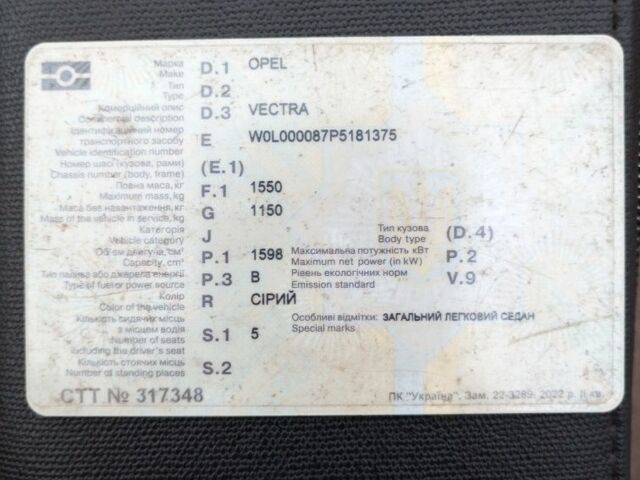 Марка D.1 OPEL
Make
Тип D.2
Type
Комерційний опис D.3 VECTRA
Commercial description
Ідентифікаційний номер
транспортного засобу E W0L000087P5181375
Vehicle identification number
Номер шасі (кузова, рами) (E.1)
Chassis number (body, frame)
Повна маса, кг F.1 1550
Maximum mass, kg
Маса без навантаження, кг G 1150
Mass of the vehicle in service, kg
Категорія J Тип кузова (D.4)
Vehicle category Body type
Об'єм двигуна, см³ P.1 1598 Максимальна потужність кВт P.2
Capacity, cm³ Maximum net power (in kW)
Тип палива або джерела енергії P.3 B Рівень екологічних норм V.9
Type of fuel or power source Emission standard
Колір R СІРИЙ
Color of the vehicle
Кількість сидячих місць Особливі відмітки: ЗАГАЛЬНИЙ ЛЕГКОВИЙ СЕДАН
з місцем водія S.1 5 Special marks
Number of seats
including the driver's seat
Кількість стоячих місць S.2
Number of standing places
СТТ № 317348 ПК "Україна". Зам. 22-3289. 2022 р. II кв.